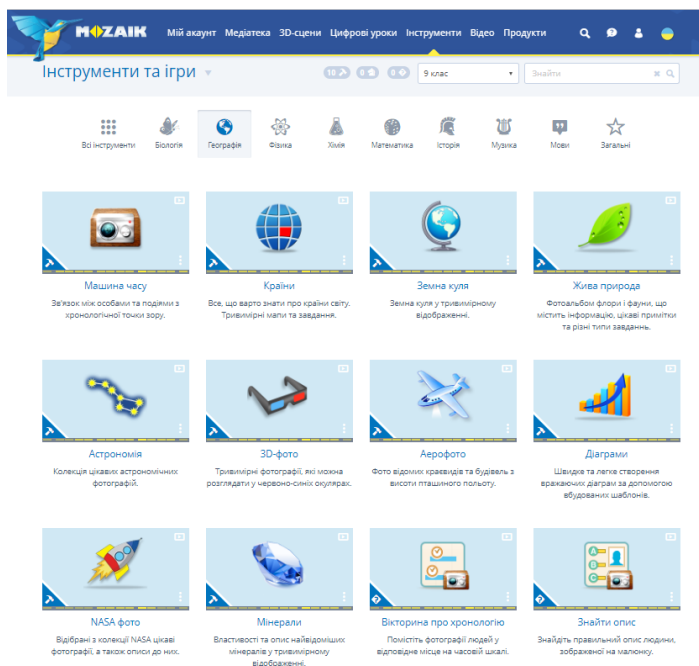 MOZAIK Мій акаунт Медіатека 3D-сцени Цифрові уроки Інструменти Відео Продукти
Інструменти та ігри 18 0 0 9 клас Знайти
Всі інструменти Біологія Географія Фізика Хімія Математика Історія Музика Мови Загальні
Машина часу
Зв'язок між особами та подіями з
хронологічної точки зору.
Країни
Все, що варто знати про країни світу.
Тривимірні мапи та завдання.
Земна куля
Земна куля у тривимірному
відображенні.
Жива природа
Фотоальбом флори і фауни, що
містить інформацію, цікаві примітки
та різні типи завдань.
Астрономія
Колекція цікавих астрономічних
фотографій.
3D-фото
Тривимірні фотографії, які можна
розглядати у червоно-синіх окулярах.
Аерофото
Фото відомих краєвидів та будівель з
висоти пташиного польоту.
Діаграми
Швидке та легке створення
вражаючих діаграм за допомогою
вбудованих шаблонів.
NASA фото
Відібрані з колекції NASA цікаві
фотографії, а також описи до них.
Мінерали
Властивості та опис найвідоміших
мінералів у тривимірному
відображенні.
Вікторина про хронологію
Помістіть фотографії людей у
відповідне місце на часовій шкалі.
A
B
C
Знайти опис
Знайдіть правильний опис людини,
зображеної на малюнку.